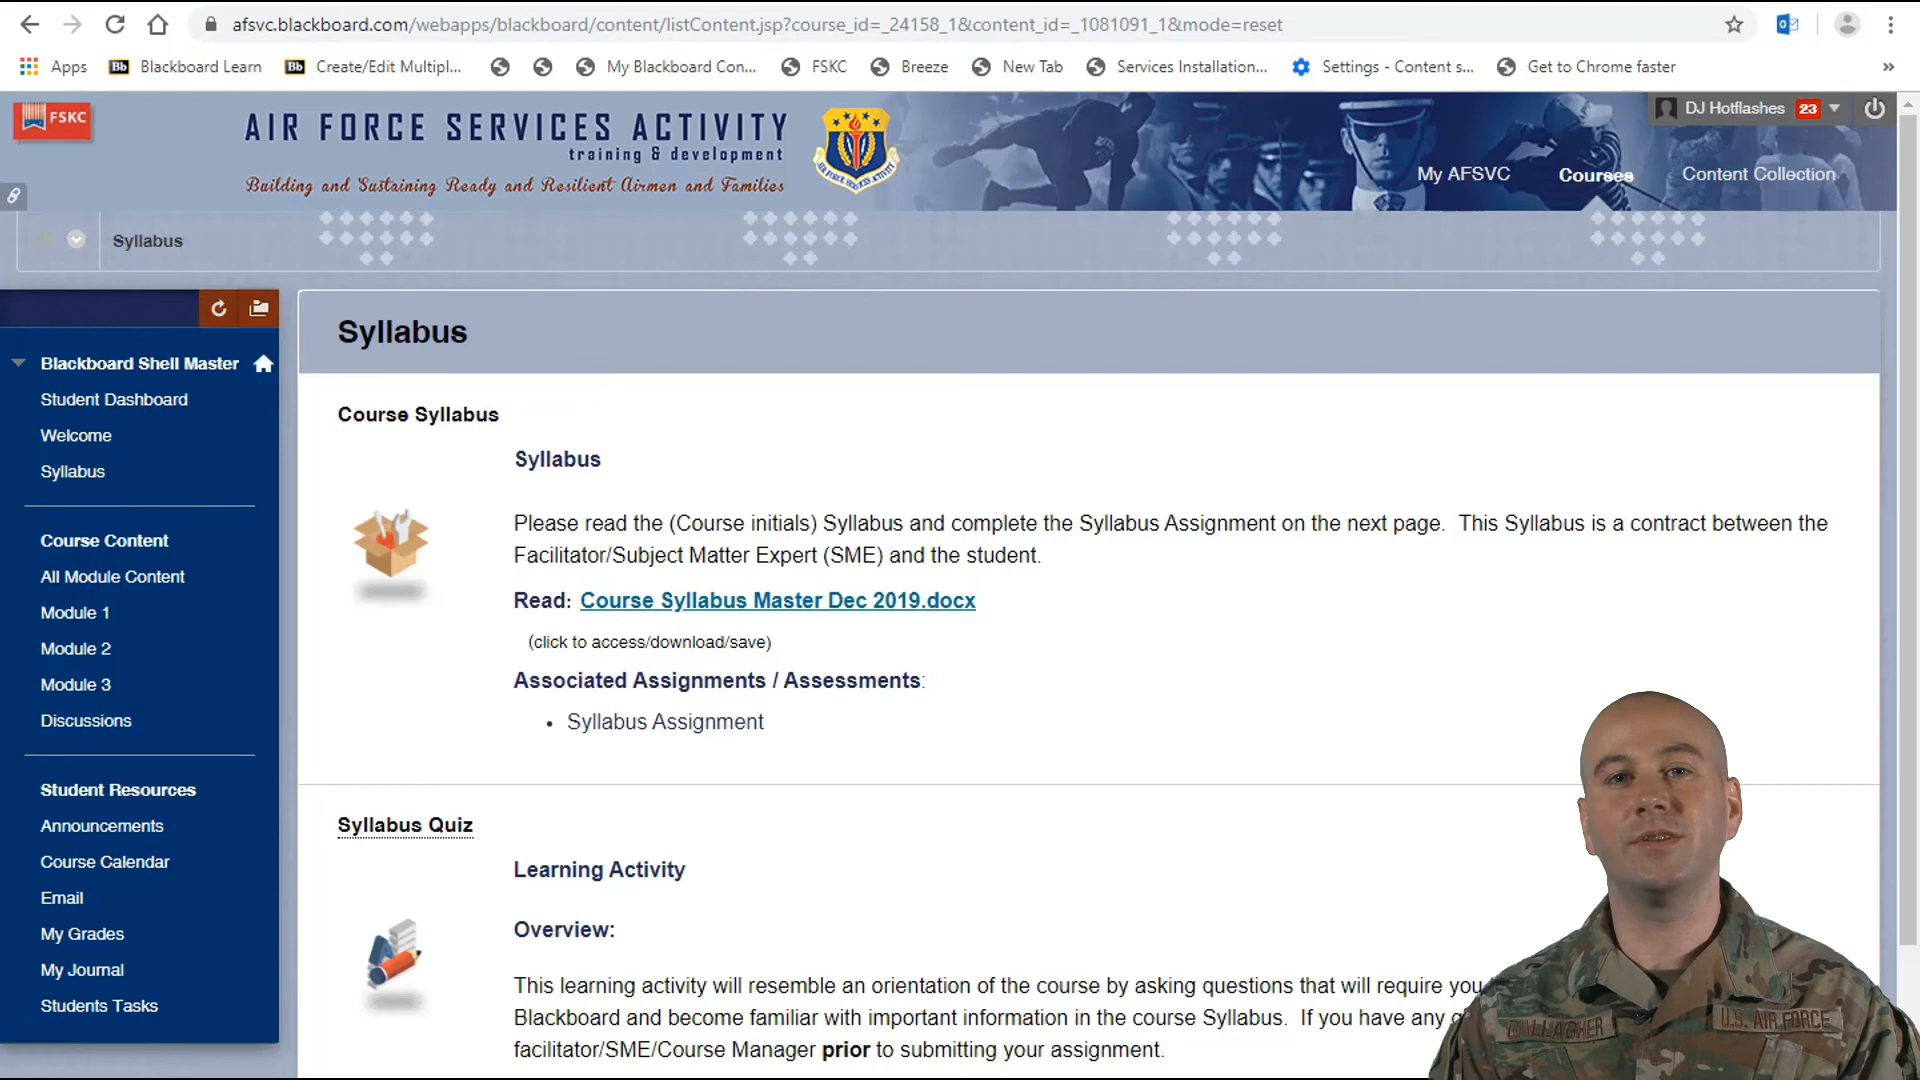 afsvc.blackboard.com/webapps/blackboard/content/listContent.jsp?course_id=_24158_1&content_id=_1081091_1&mode=reset
Apps Bb Blackboard Learn Bb Create/Edit Multipl... My Blackboard Con... FSKC Breeze New Tab Services Installation... Settings - Content s... Get to Chrome faster »
FSKC
AIR FORCE SERVICES ACTIVITY
training & development
Building and Sustaining Ready and Resilient Airmen and Families
DJ Hotflashes 23
My AFSVC Courses Content Collection
Syllabus
Blackboard Shell Master
Student Dashboard
Welcome
Syllabus
Course Content
All Module Content
Module 1
Module 2
Module 3
Discussions
Student Resources
Announcements
Course Calendar
Email
My Grades
My Journal
Students Tasks
Syllabus
Course Syllabus
Syllabus
Please read the (Course initials) Syllabus and complete the Syllabus Assignment on the next page. This Syllabus is a contract between the
Facilitator/Subject Matter Expert (SME) and the student.
Read: Course Syllabus Master Dec 2019.docx
(click to access/download/save)
Associated Assignments / Assessments:
• Syllabus Assignment
Syllabus Quiz
Learning Activity
Overview:
This learning activity will resemble an orientation of the course by asking questions that will require you
Blackboard and become familiar with important information in the course Syllabus. If you have any
facilitator/SME/Course Manager prior to submitting your assignment.
GALLAGHER
U.S. AIR FORCE